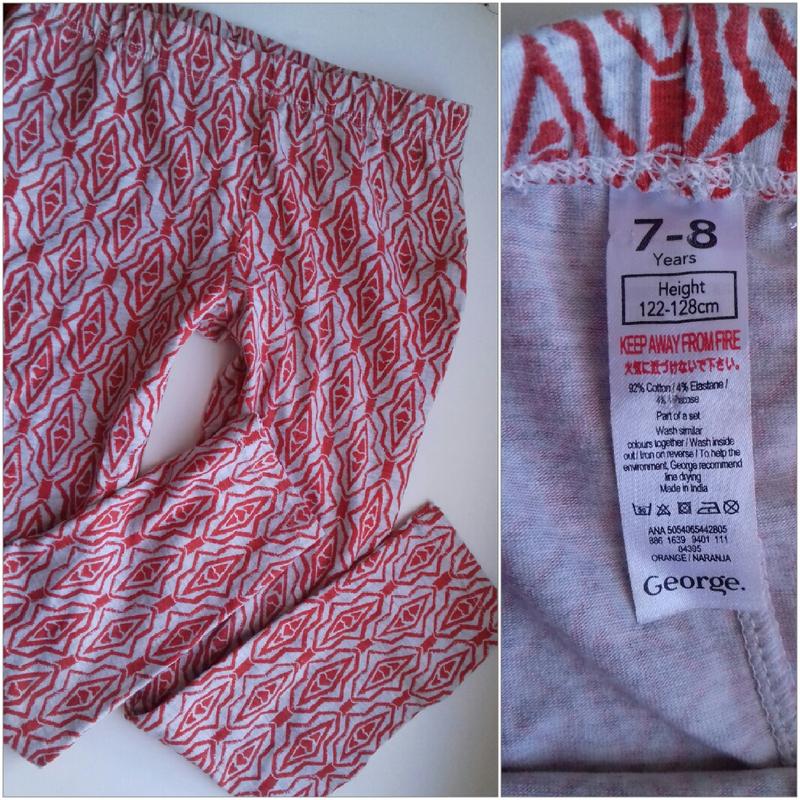 7-8
Years
Height
122-128cm
KEEP AWAY FROM FIRE
火気に近づけないで下さい。
92% Cotton / 4% Elastane /
4% Viscose
Part of a set
Wash similar
colours together / Wash inside
out / Iron on reverse / To help the
environment, George recommend
line drying
Made in India
ANA 5054065442805
886 1639 9401 111
04395
ORANGE / NARANJA
George.